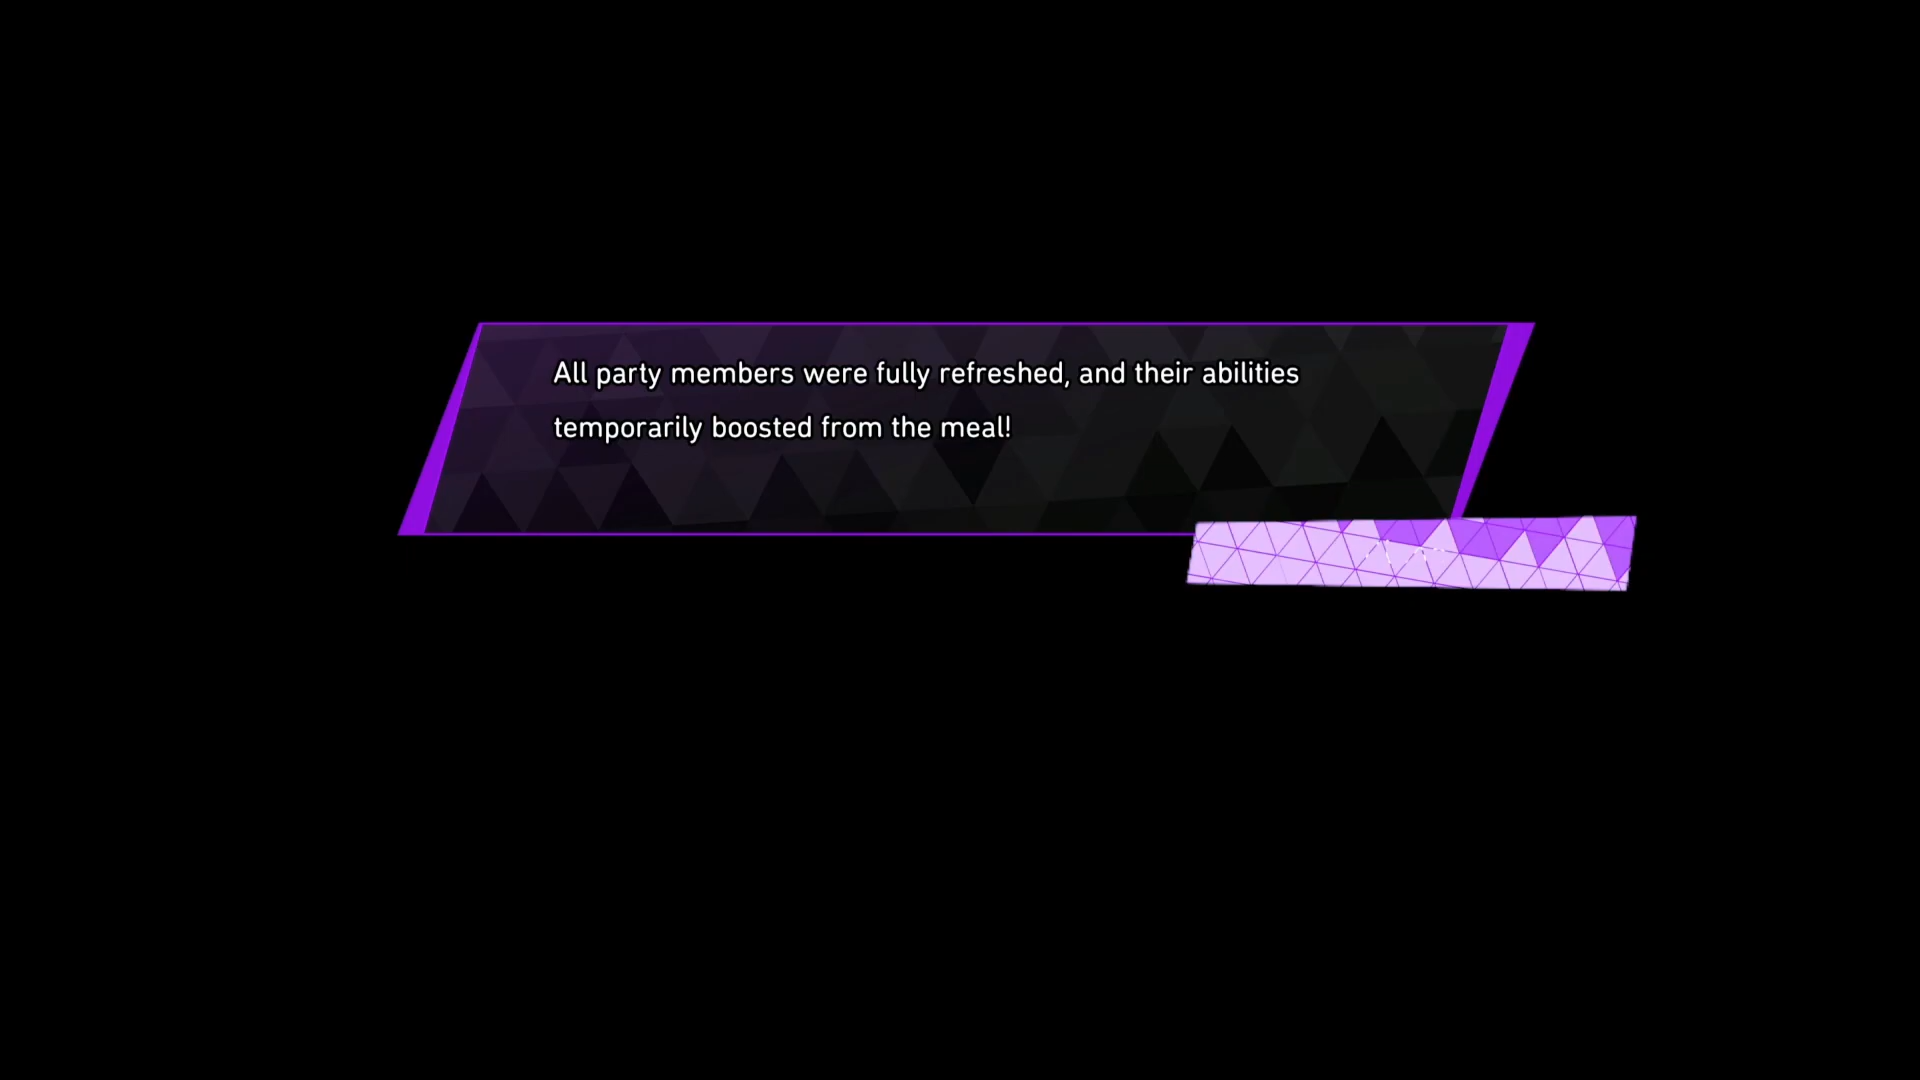 All party members were fully refreshed, and their abilities
temporarily boosted from the meal!